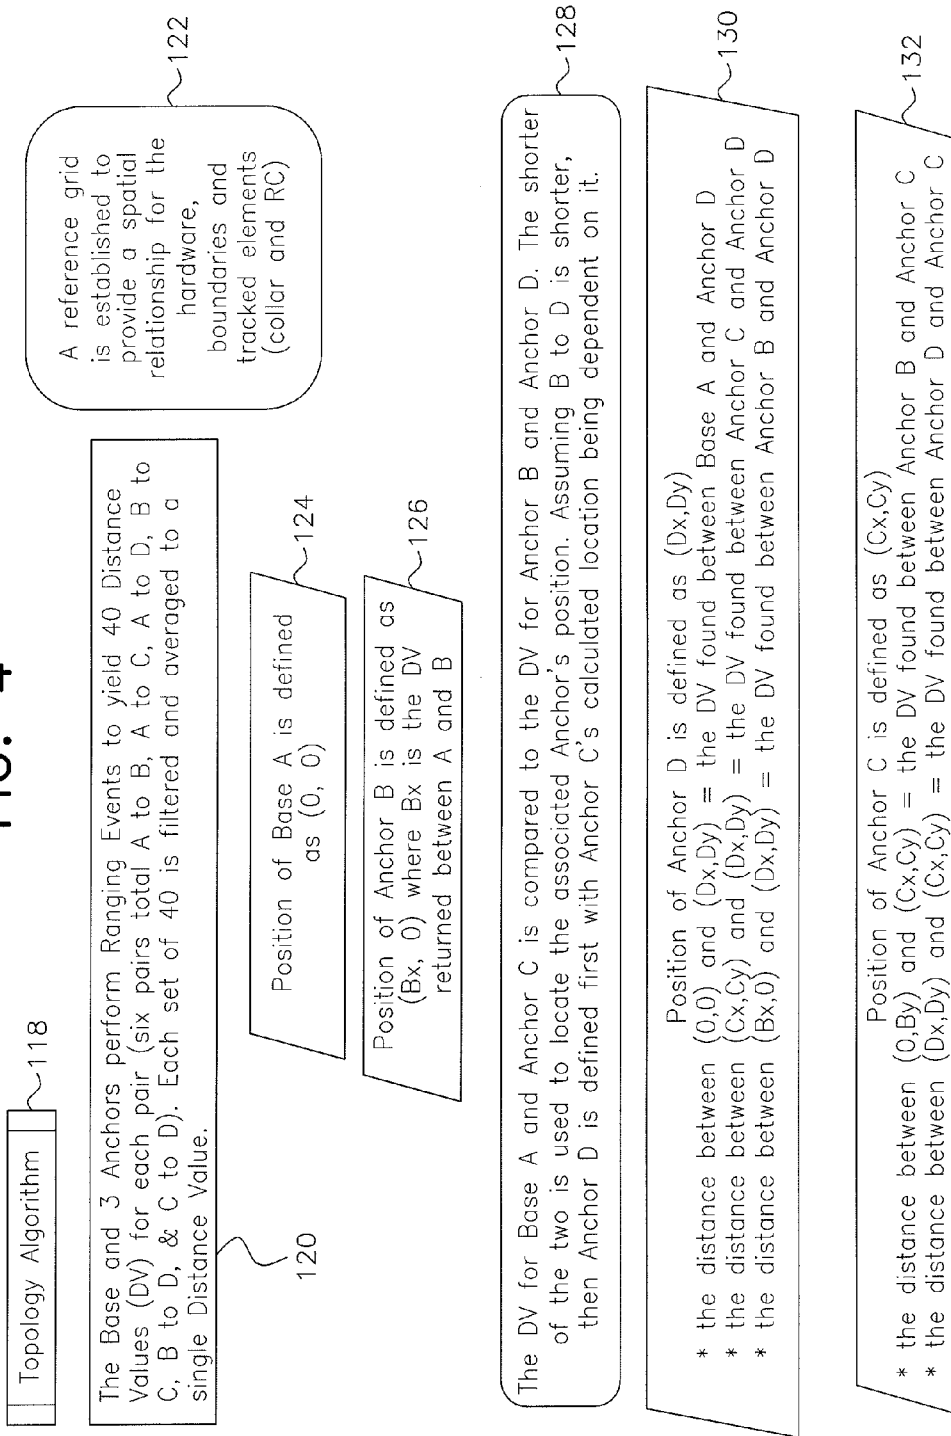 FIG. 4
Topology Algorithm
118
The Base and 3 Anchors perform Ranging Events to yield 40 Distance
Values (DV) for each pair (six pairs total A to B, A to C, A to D, B to
C, B to D, & C to D). Each set of 40 is filtered and averaged to a
single Distance Value.
120
A reference grid
is established to
provide a spatial
relationship for the
hardware,
boundaries and
tracked elements
(collar and RC)
122
Position of Base A is defined
as (0, 0)
124
Position of Anchor B is defined as
(Bx, 0) where Bx is the DV
returned between A and B
126
The DV for Base A and Anchor C is compared to the DV for Anchor B and Anchor D. The shorter
of the two is used to locate the associated Anchor's position. Assuming B to D is shorter,
then Anchor D is defined first with Anchor C's calculated location being dependent on it.
128
Position of Anchor D is defined as (Dx,Dy)
* the distance between (0,0) and (Dx,Dy) = the DV found between Base A and Anchor D
* the distance between (Cx,Cy) and (Dx,Dy) = the DV found between Anchor C and Anchor D
* the distance between (Bx,0) and (Dx,Dy) = the DV found between Anchor B and Anchor D
130
Position of Anchor C is defined as (Cx,Cy)
* the distance between (0,By) and (Cx,Cy) = the DV found between Anchor B and Anchor C
* the distance between (Dx,Dy) and (Cx,Cy) = the DV found between Anchor D and Anchor C
132